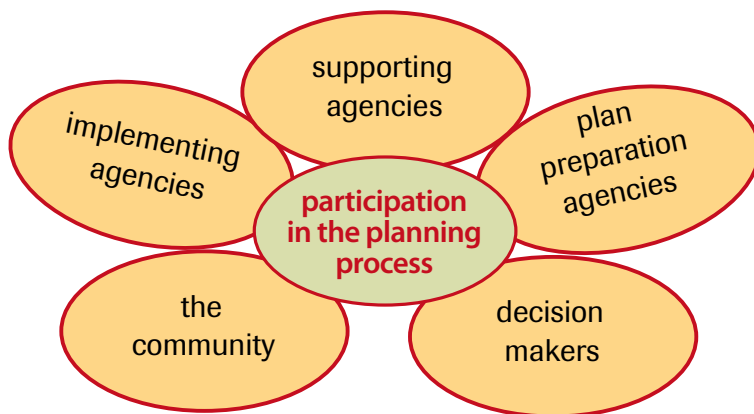 supporting
agencies
implementing
agencies
plan
preparation
agencies
participation
in the planning
process
the
community
decision
makers